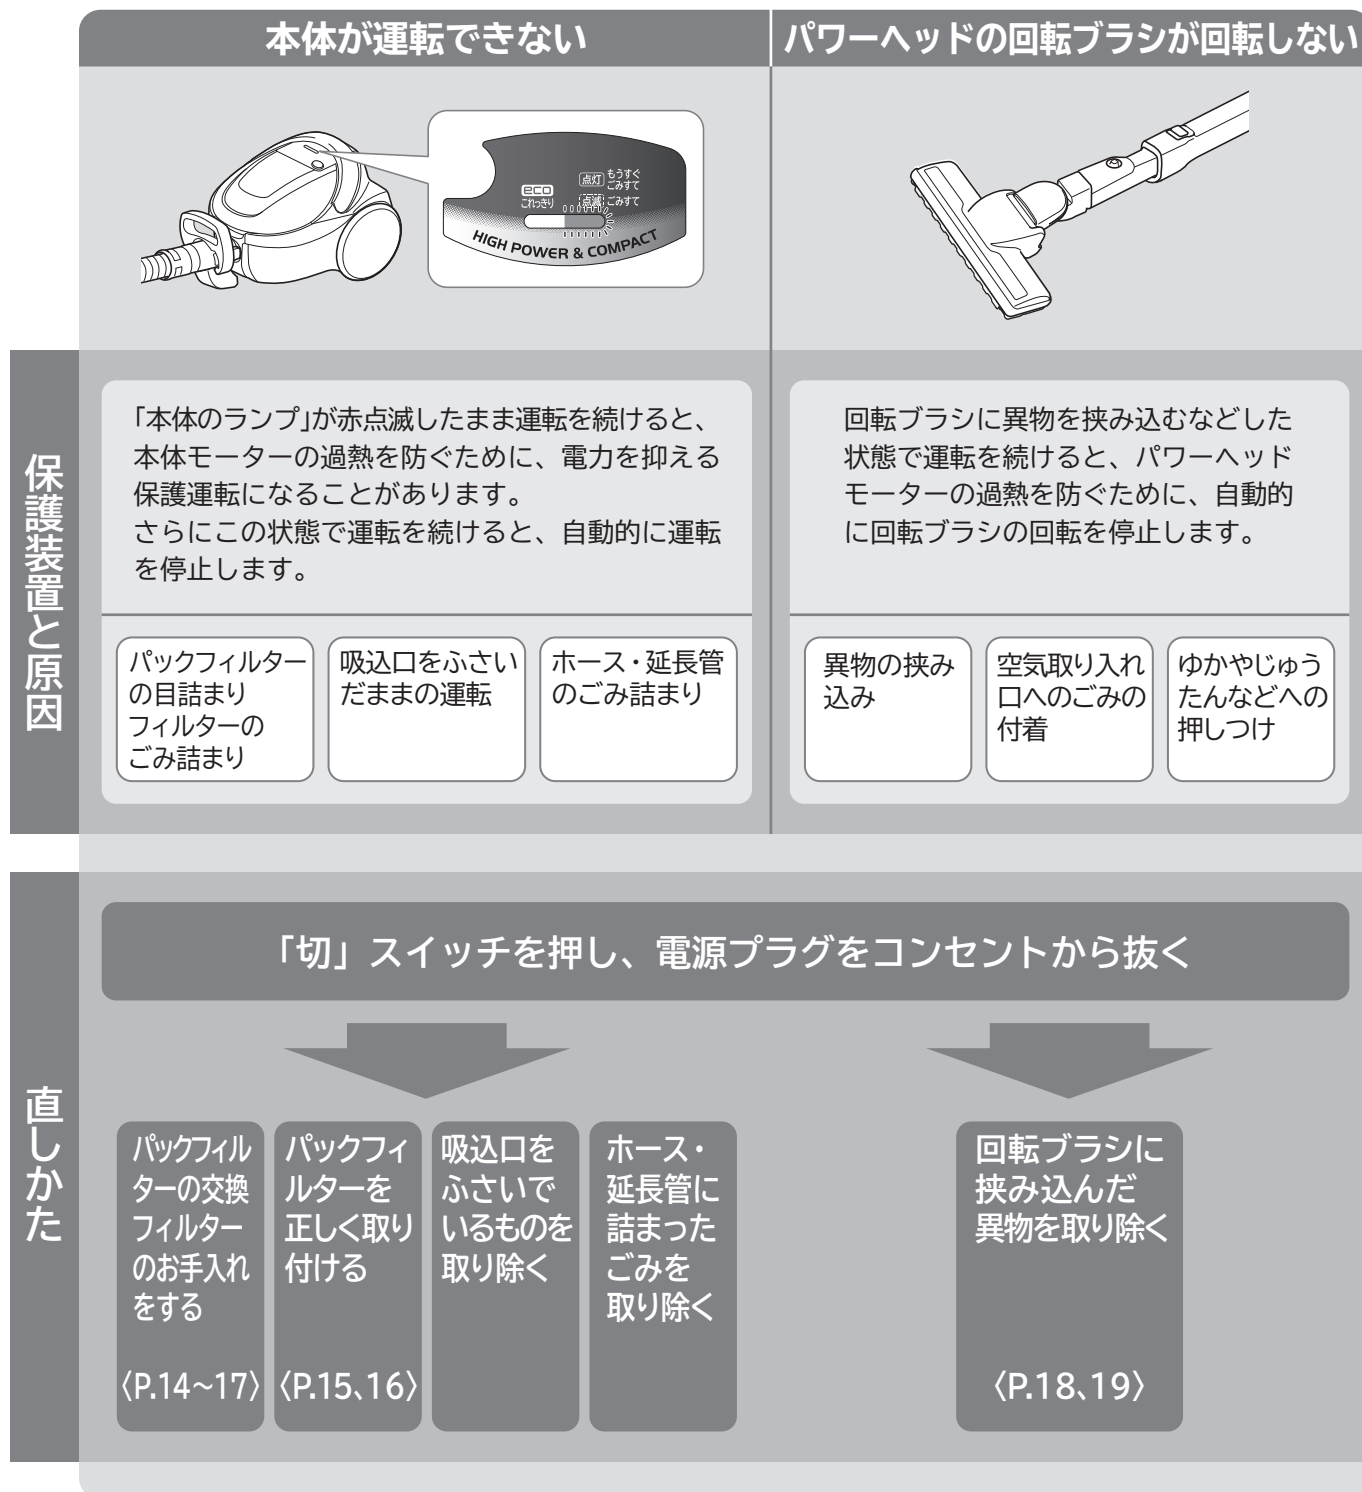 本体が運転できない
パワーヘッドの回転ブラシが回転しない
eco
これっきり
点灯 もうすぐ
ごみすて
点滅 ごみすて
HIGH POWER & COMPACT
保護装置と原因
「本体のランプ」が赤点滅したまま運転を続けると、
本体モーターの過熱を防ぐために、電力を抑える
保護運転になることがあります。
さらにこの状態で運転を続けると、自動的に運転
を停止します。
パックフィルター
の目詰まり
フィルターの
ごみ詰まり
吸込口をふさい
だままの運転
ホース・延長管
のごみ詰まり
回転ブラシに異物を挟み込むなどした
状態で運転を続けると、パワーヘッド
モーターの過熱を防ぐために、自動的
に回転ブラシの回転を停止します。
異物の挟み
込み
空気取り入れ
口へのごみの
付着
ゆかやじゅう
たんなどへの
押しつけ
直しかた
「切」スイッチを押し、電源プラグをコンセントから抜く
パックフィル
ターの交換
フィルター
のお手入れ
をする
〈P.14~17〉
パックフィ
ルターを
正しく取り
付ける
〈P.15、16〉
吸込口を
ふさいで
いるものを
取り除く
ホース・
延長管に
詰まった
ごみを
取り除く
回転ブラシに
挟み込んだ
異物を取り除く
〈P.18、19〉